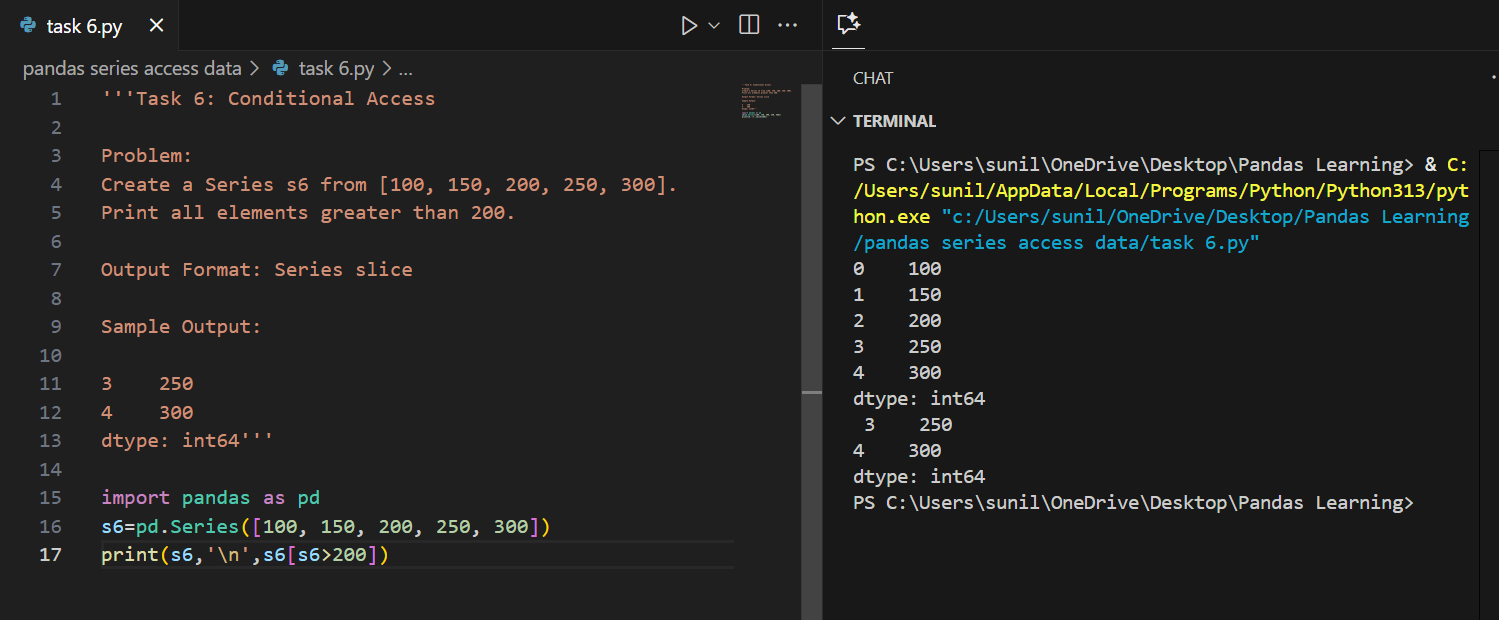 task 6.py
pandas series access data > task 6.py > ...
1 '''Task 6: Conditional Access
2
3 Problem:
4 Create a Series s6 from [100, 150, 200, 250, 300].
5 Print all elements greater than 200.
6
7 Output Format: Series slice
8
9 Sample Output:
10
11 3    250
12 4    300
13 dtype: int64'''
14
15 import pandas as pd
16 s6=pd.Series([100, 150, 200, 250, 300])
17 print(s6,'\n',s6[s6>200])
CHAT
TERMINAL
PS C:\Users\sunil\OneDrive\Desktop\Pandas Learning> & C:
/Users/sunil/AppData/Local/Programs/Python/Python313/pyt
hon.exe "c:/Users/sunil/OneDrive/Desktop/Pandas Learning
/pandas series access data/task 6.py"
0    100
1    150
2    200
3    250
4    300
dtype: int64
 3    250
4    300
dtype: int64
PS C:\Users\sunil\OneDrive\Desktop\Pandas Learning>